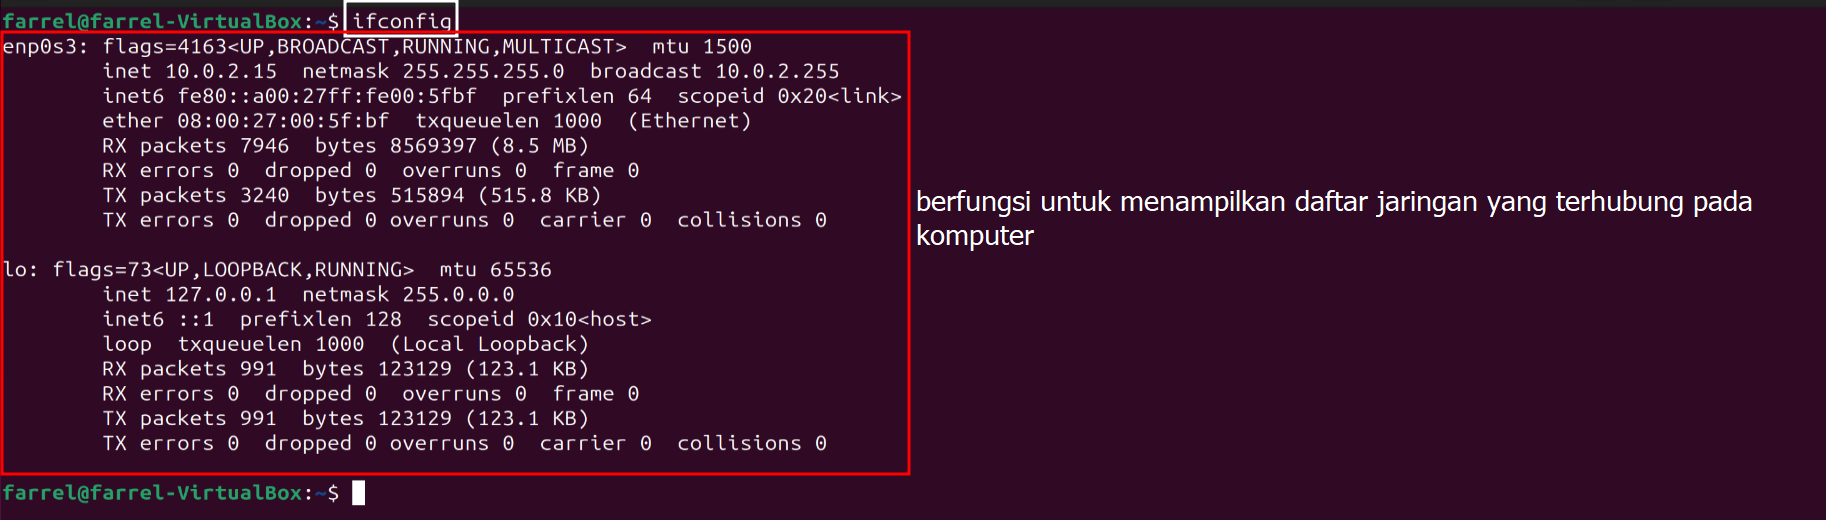 farrel@farrel-VirtualBox:~$ ifconfig
enp0s3: flags=4163<UP,BROADCAST,RUNNING,MULTICAST>  mtu 1500
        inet 10.0.2.15  netmask 255.255.255.0  broadcast 10.0.2.255
        inet6 fe80::a00:27ff:fe00:5fbf  prefixlen 64  scopeid 0x20<link>
        ether 08:00:27:00:5f:bf  txqueuelen 1000  (Ethernet)
        RX packets 7946  bytes 8569397 (8.5 MB)
        RX errors 0  dropped 0  overruns 0  frame 0
        TX packets 3240  bytes 515894 (515.8 KB)
        TX errors 0  dropped 0 overruns 0  carrier 0  collisions 0

lo: flags=73<UP,LOOPBACK,RUNNING>  mtu 65536
        inet 127.0.0.1  netmask 255.0.0.0
        inet6 ::1  prefixlen 128  scopeid 0x10<host>
        loop  txqueuelen 1000  (Local Loopback)
        RX packets 991  bytes 123129 (123.1 KB)
        RX errors 0  dropped 0  overruns 0  frame 0
        TX packets 991  bytes 123129 (123.1 KB)
        TX errors 0  dropped 0 overruns 0  carrier 0  collisions 0

berfungsi untuk menampilkan daftar jaringan yang terhubung pada
komputer
farrel@farrel-VirtualBox:~$